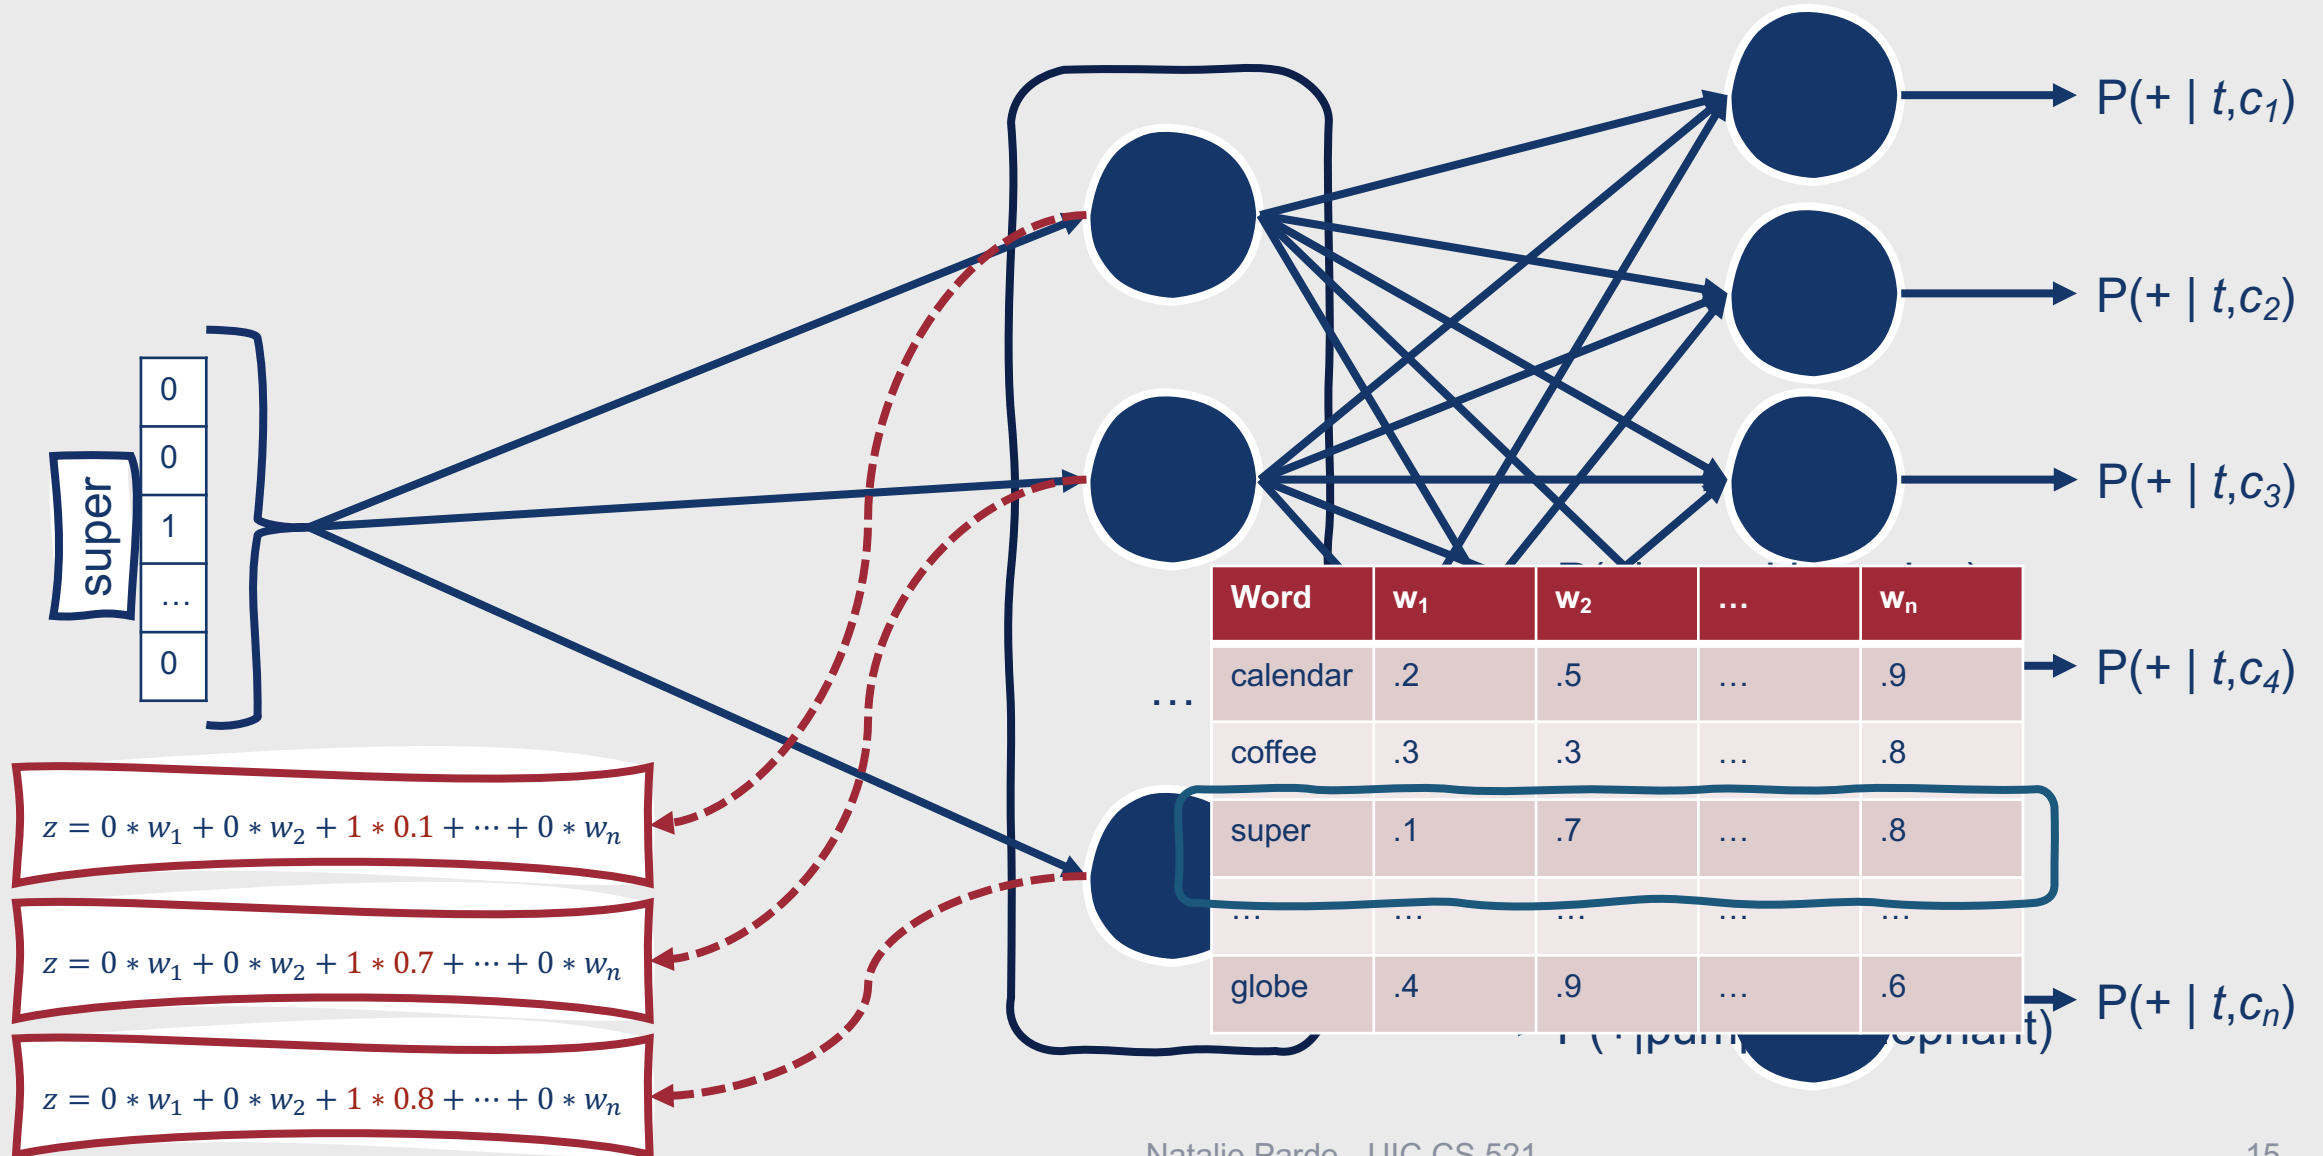 super
0
0
1
…
0
P(+ | t,c1)
P(+ | t,c2)
P(+ | t,c3)
P(+ | t,c4)
P(+ | t,cn)
…
Word w1 w2 … wn
calendar .2 .5 … .9
coffee .3 .3 … .8
super .1 .7 … .8
… … … … …
globe .4 .9 … .6
z = 0 * w1 + 0 * w2 + 1 * 0.1 + ⋯ + 0 * wn
z = 0 * w1 + 0 * w2 + 1 * 0.7 + ⋯ + 0 * wn
z = 0 * w1 + 0 * w2 + 1 * 0.8 + ⋯ + 0 * wn
Natalie Parde - UIC CS 521
15